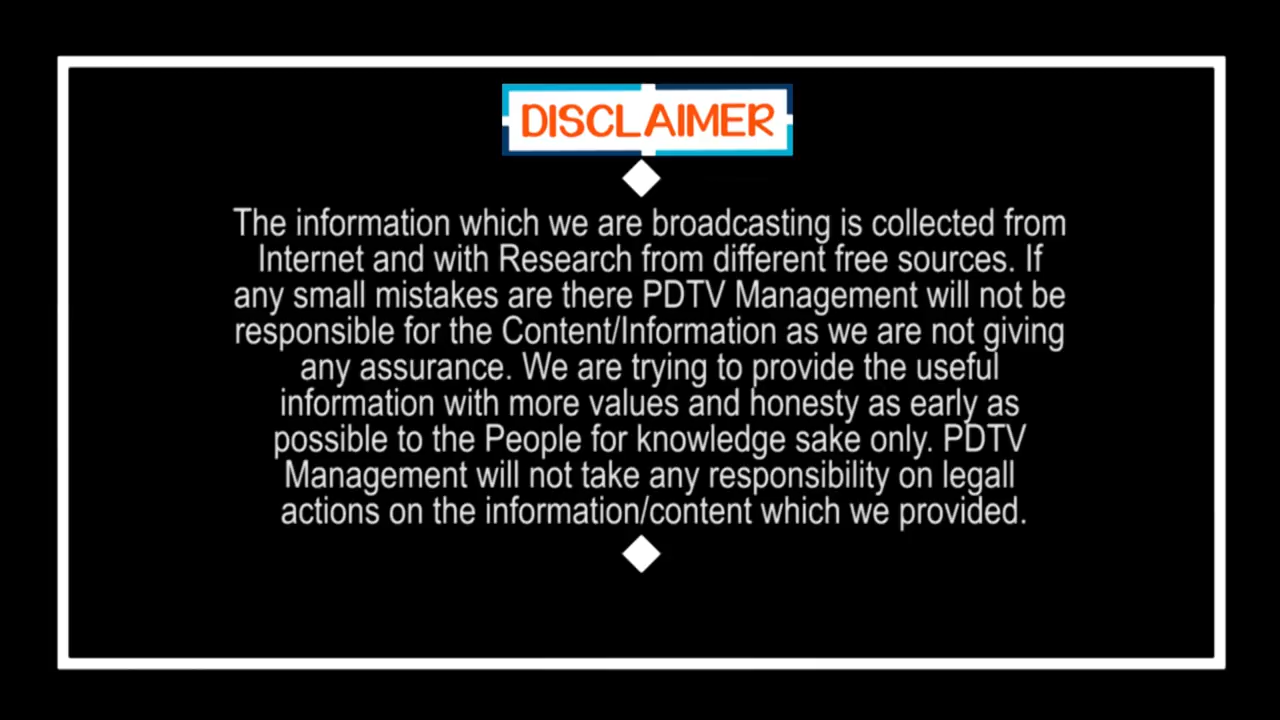 DISCLAIMER
The information which we are broadcasting is collected from
Internet and with Research from different free sources. If
any small mistakes are there PDTV Management will not be
responsible for the Content/Information as we are not giving
any assurance. We are trying to provide the useful
information with more values and honesty as early as
possible to the People for knowledge sake only. PDTV
Management will not take any responsibility on legall
actions on the information/content which we provided.